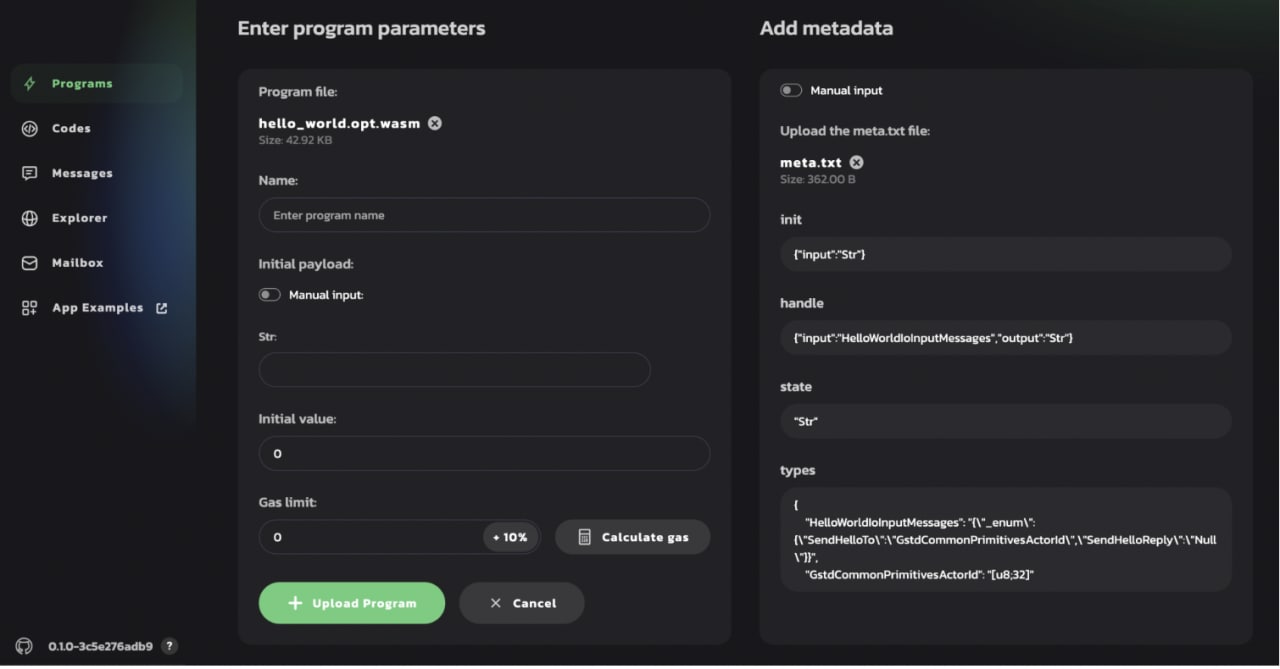 Programs
Codes
Messages
Explorer
Mailbox
App Examples
0.1.0-3c5e276adb9 ?
Enter program parameters
Program file:
hello_world.opt.wasm
Size: 42.92 KB
Name:
Enter program name
Initial payload:
Manual input:
Str:
Initial value:
0
Gas limit:
0
+ 10%
Calculate gas
Upload Program
Cancel
Add metadata
Manual input
Upload the meta.txt file:
meta.txt
Size: 362.00 B
init
{"input":"Str"}
handle
{"input":"HelloWorldIoInputMessages","output":"Str"}
state
"Str"
types
{
"HelloWorldIoInputMessages": "{\"_enum\":
{\"SendHelloTo\":\"GstdCommonPrimitivesActorId\",\"SendHelloReply\":\"Null
\"}}",
"GstdCommonPrimitivesActorId": "[u8;32]"